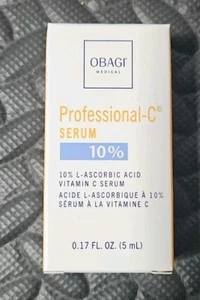 OBAGI
MEDICAL
Professional-C®
SERUM
10%
10% L-ASCORBIC ACID
VITAMIN C SERUM
ACIDE L-ASCORBIQUE À 10%
SÉRUM À LA VITAMINE C
0.17 FL. OZ. (5 mL)